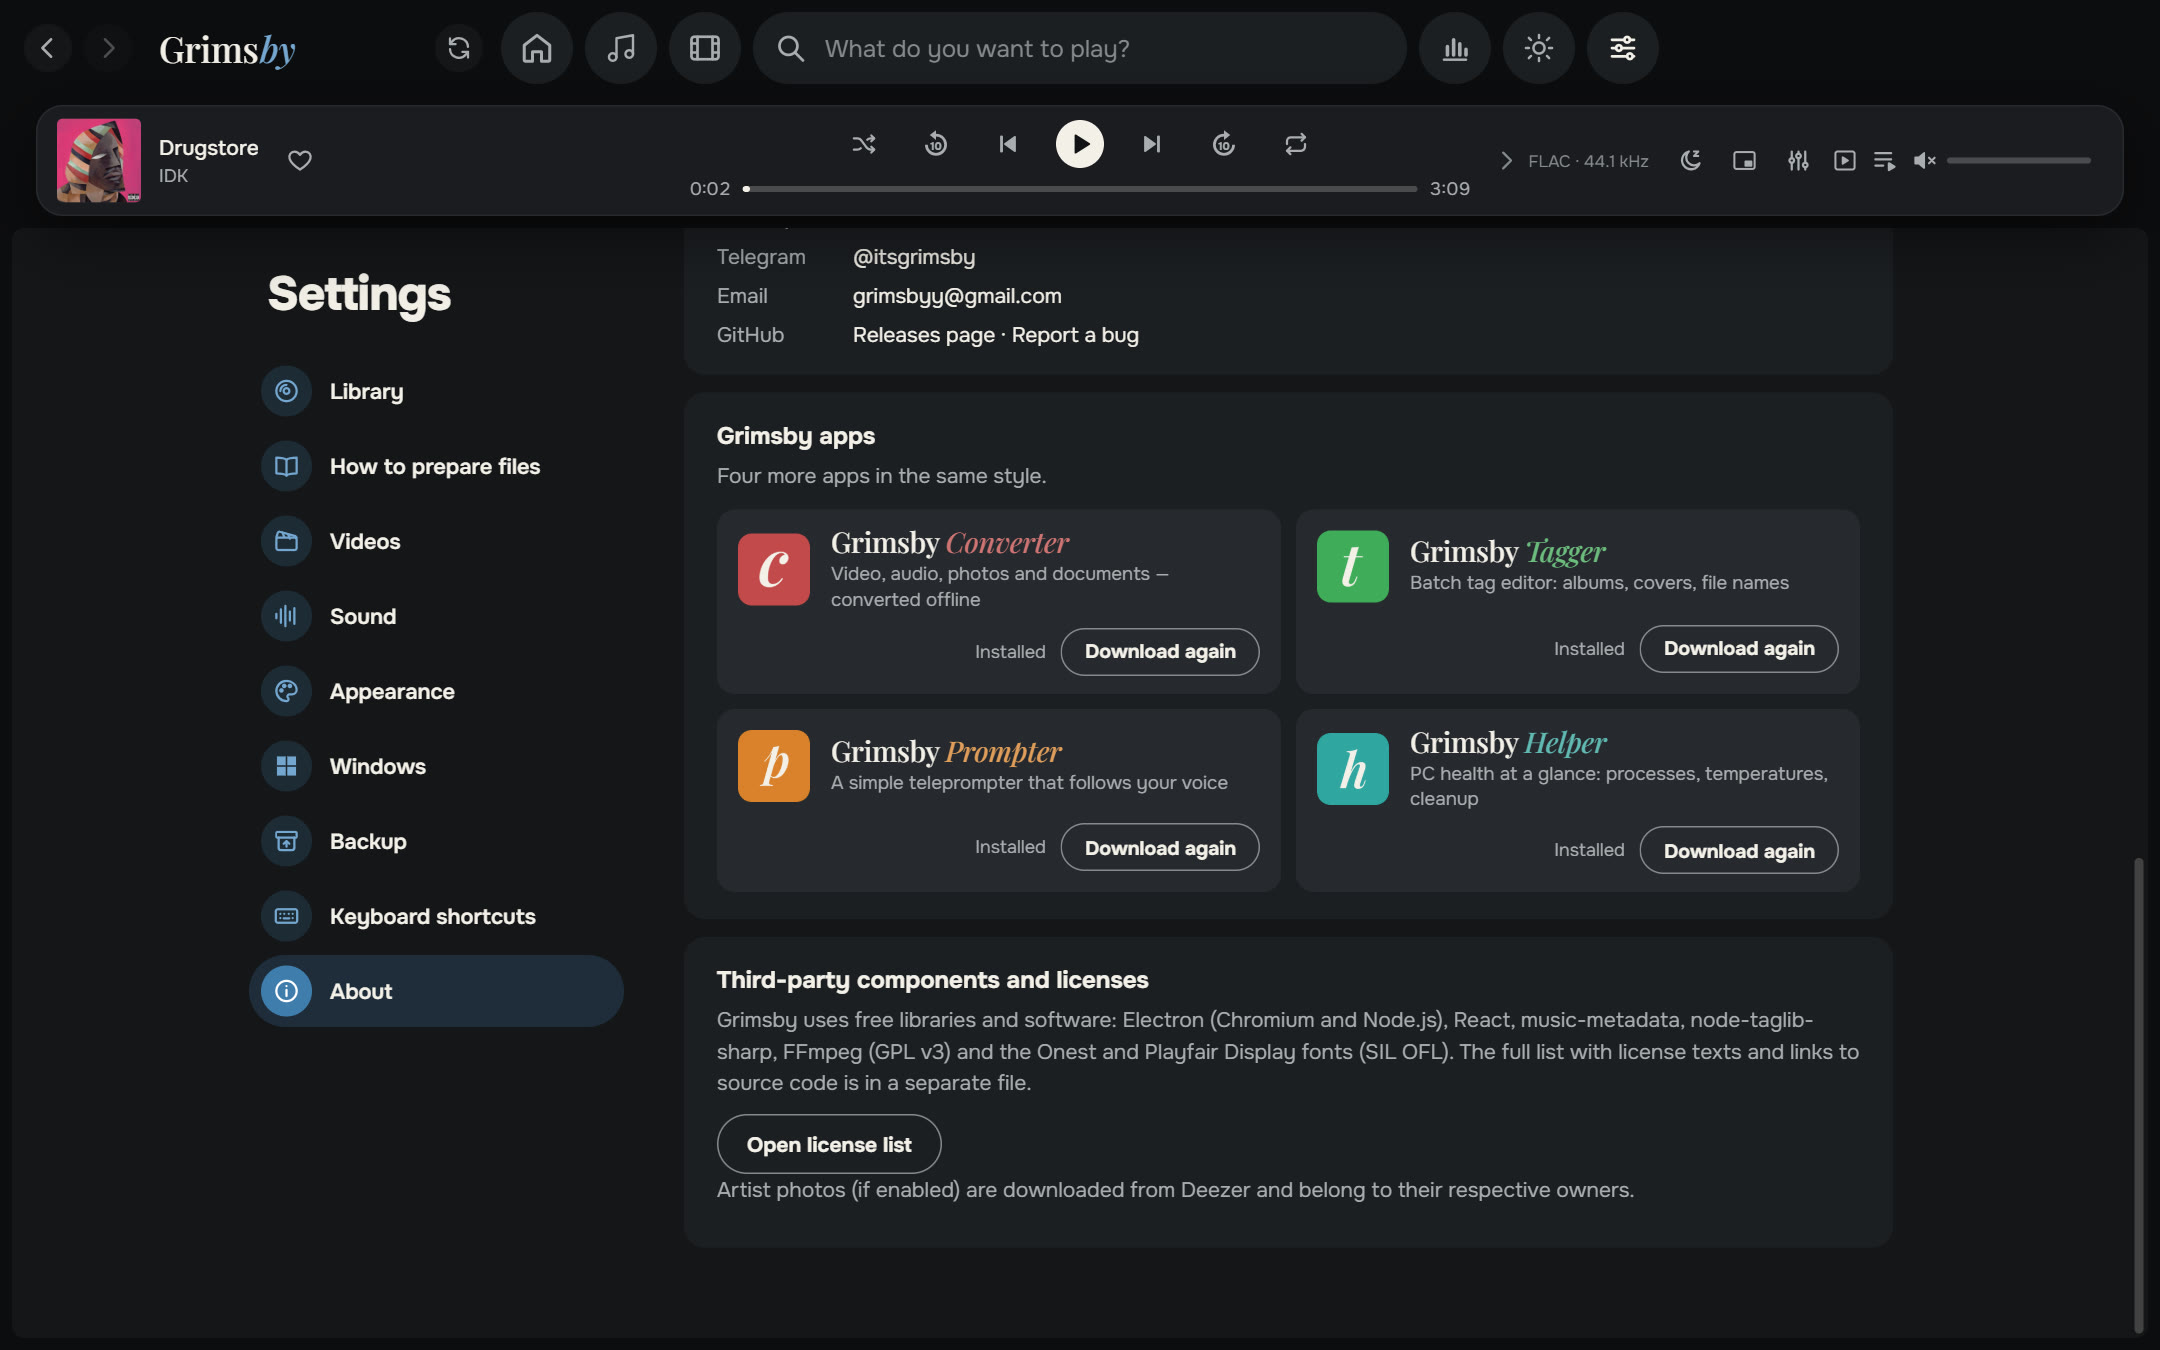 Grimsby
What do you want to play?
Drugstore
IDK
10
10
0:02
3:09
FLAC · 44.1 kHz
Settings
Library
How to prepare files
Videos
Sound
Appearance
Windows
Backup
Keyboard shortcuts
About
Telegram @itsgrimsby
Email grimsbyy@gmail.com
GitHub Releases page · Report a bug
Grimsby apps
Four more apps in the same style.
c
Grimsby Converter
Video, audio, photos and documents —
converted offline
Installed Download again
t
Grimsby Tagger
Batch tag editor: albums, covers, file names
Installed Download again
p
Grimsby Prompter
A simple teleprompter that follows your voice
Installed Download again
h
Grimsby Helper
PC health at a glance: processes, temperatures,
cleanup
Installed Download again
Third-party components and licenses
Grimsby uses free libraries and software: Electron (Chromium and Node.js), React, music-metadata, node-taglib-
sharp, FFmpeg (GPL v3) and the Onest and Playfair Display fonts (SIL OFL). The full list with license texts and links to
source code is in a separate file.
Open license list
Artist photos (if enabled) are downloaded from Deezer and belong to their respective owners.